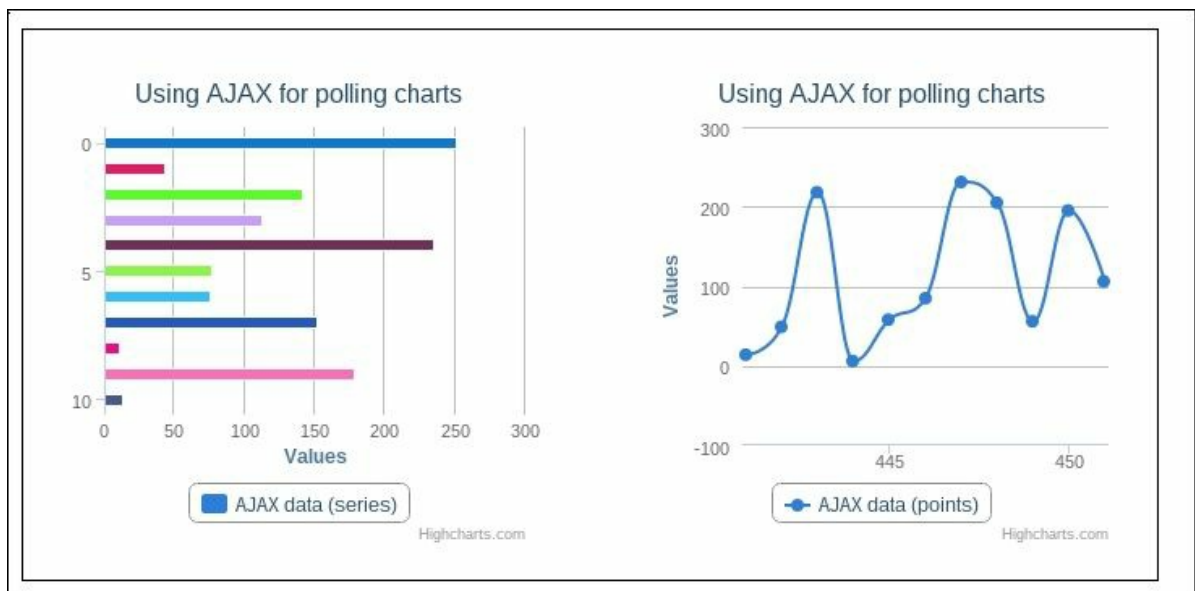 Using AJAX for polling charts
0
5
10
0 50 100 150 200 250 300
Values
AJAX data (series)
Highcharts.com
Using AJAX for polling charts
300
200
100
0
-100
Values
445 450
AJAX data (points)
Highcharts.com